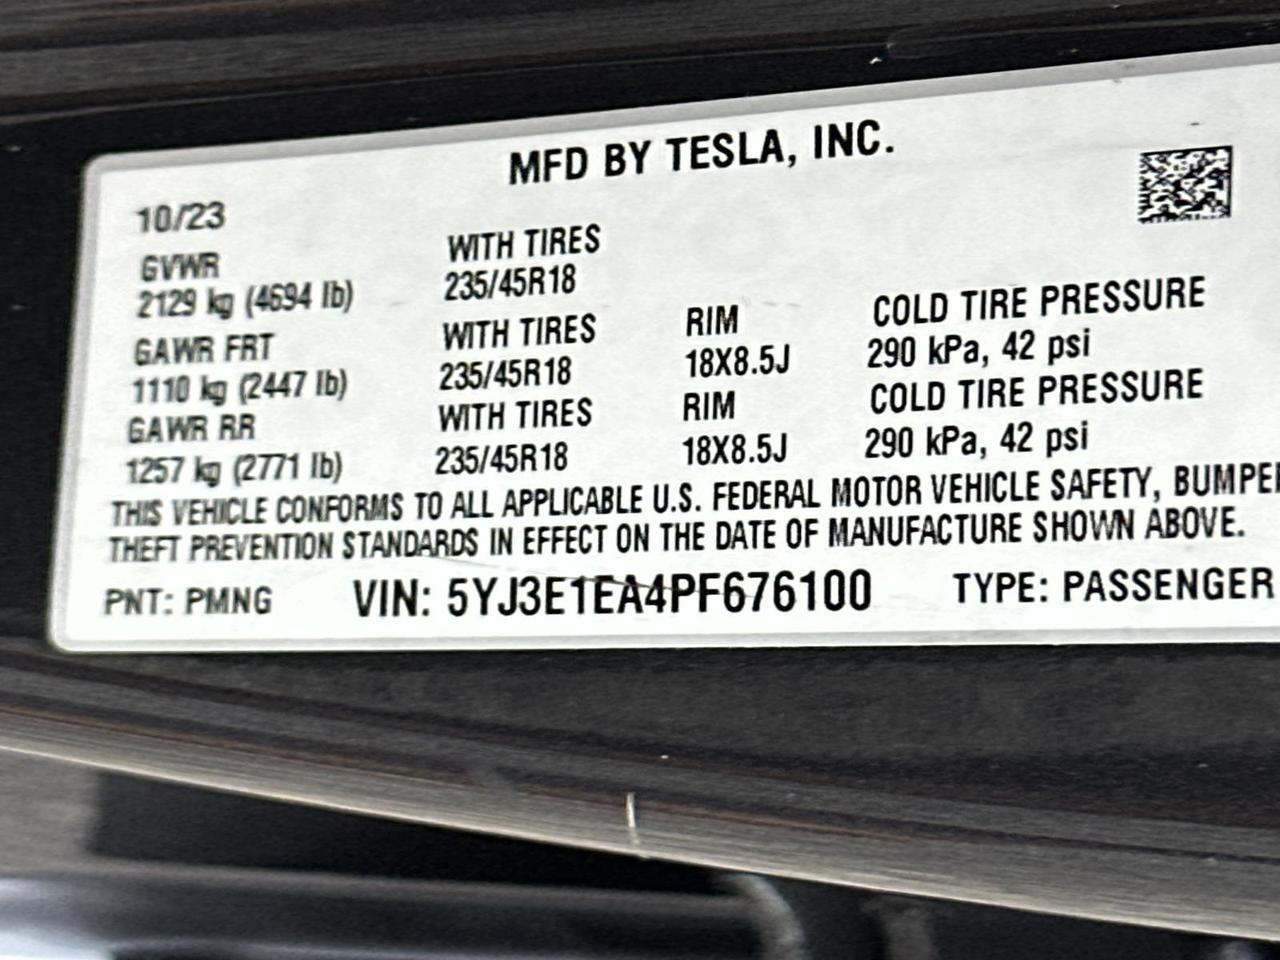 MFD BY TESLA, INC.
10/23
GVWR WITH TIRES
2129 kg (4694 lb) 235/45R18
GAWR FRT WITH TIRES RIM COLD TIRE PRESSURE
1110 kg (2447 lb) 235/45R18 18X8.5J 290 kPa, 42 psi
GAWR RR WITH TIRES RIM COLD TIRE PRESSURE
1257 kg (2771 lb) 235/45R18 18X8.5J 290 kPa, 42 psi
THIS VEHICLE CONFORMS TO ALL APPLICABLE U.S. FEDERAL MOTOR VEHICLE SAFETY, BUMPER
THEFT PREVENTION STANDARDS IN EFFECT ON THE DATE OF MANUFACTURE SHOWN ABOVE.
PNT: PMNG VIN: 5YJ3E1EA4PF676100 TYPE: PASSENGER